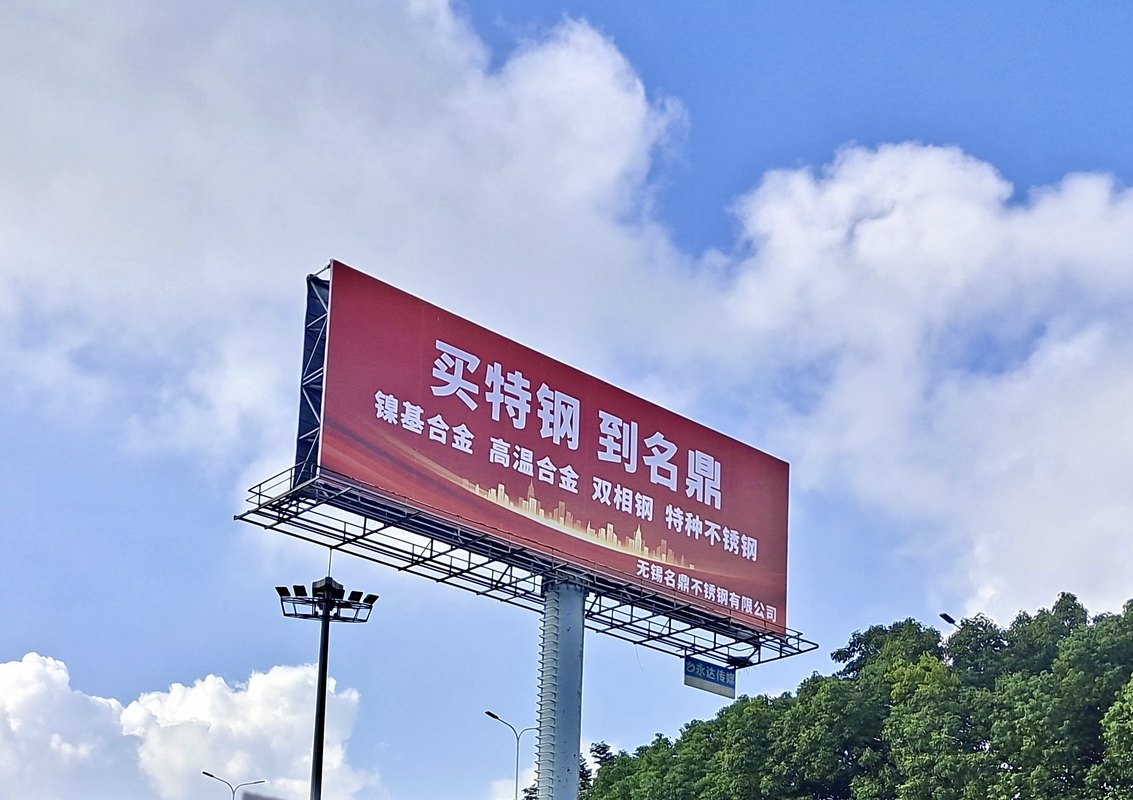 买特钢 到名鼎
镍基合金 高温合金 双相钢 特种不锈钢
无锡名鼎不锈钢有限公司
永达传媒